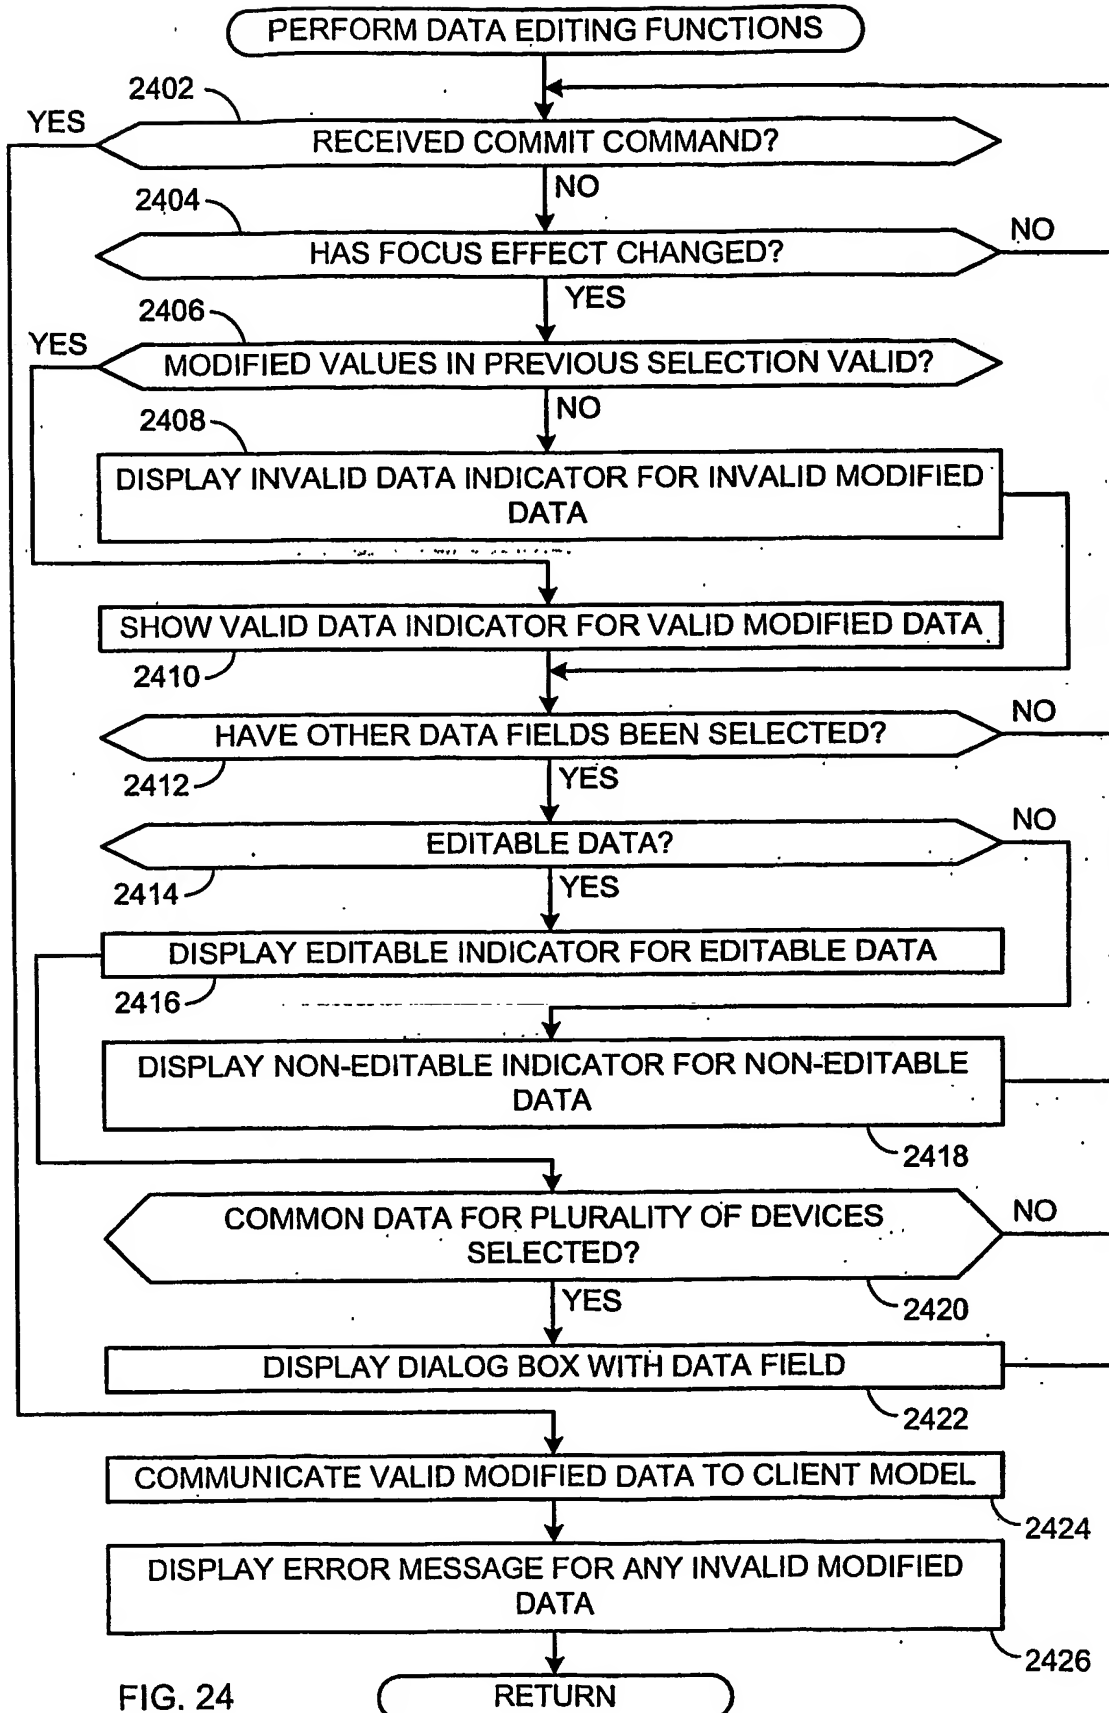 PERFORM DATA EDITING FUNCTIONS
2402
YES
RECEIVED COMMIT COMMAND?
NO
2404
NO
HAS FOCUS EFFECT CHANGED?
YES
2406
YES
MODIFIED VALUES IN PREVIOUS SELECTION VALID?
NO
2408
DISPLAY INVALID DATA INDICATOR FOR INVALID MODIFIED
DATA
SHOW VALID DATA INDICATOR FOR VALID MODIFIED DATA
2410
NO
HAVE OTHER DATA FIELDS BEEN SELECTED?
2412
YES
NO
EDITABLE DATA?
2414
YES
DISPLAY EDITABLE INDICATOR FOR EDITABLE DATA
2416
DISPLAY NON-EDITABLE INDICATOR FOR NON-EDITABLE
DATA
2418
COMMON DATA FOR PLURALITY OF DEVICES
SELECTED?
NO
2420
YES
DISPLAY DIALOG BOX WITH DATA FIELD
2422
COMMUNICATE VALID MODIFIED DATA TO CLIENT MODEL
2424
DISPLAY ERROR MESSAGE FOR ANY INVALID MODIFIED
DATA
2426
FIG. 24
RETURN